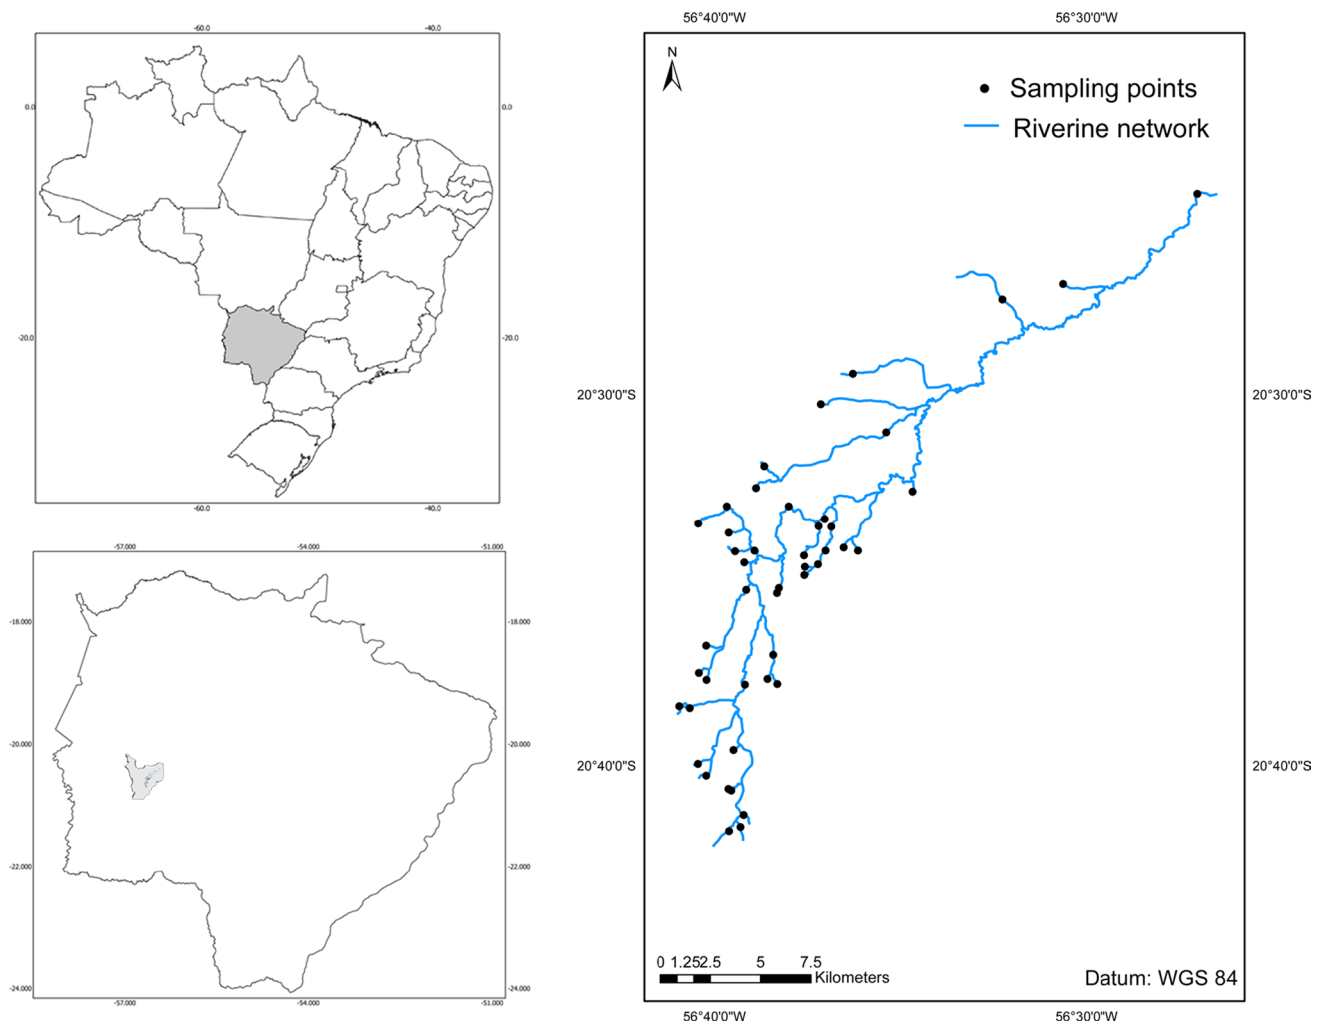 -60.0
-40.0
0.0
0.0
-20.0
-20.0
-60.0
-40.0
-57.000
-54.000
-51.000
-18.000
-18.000
-20.000
-20.000
-22.000
-22.000
-24.000
-24.000
-57.000
-54.000
-51.000
56°40'0"W
56°30'0"W
N
Sampling points
Riverine network
20°30'0"S
20°30'0"S
20°40'0"S
20°40'0"S
0 1.252.5 5 7.5
Kilometers
Datum: WGS 84
56°40'0"W
56°30'0"W